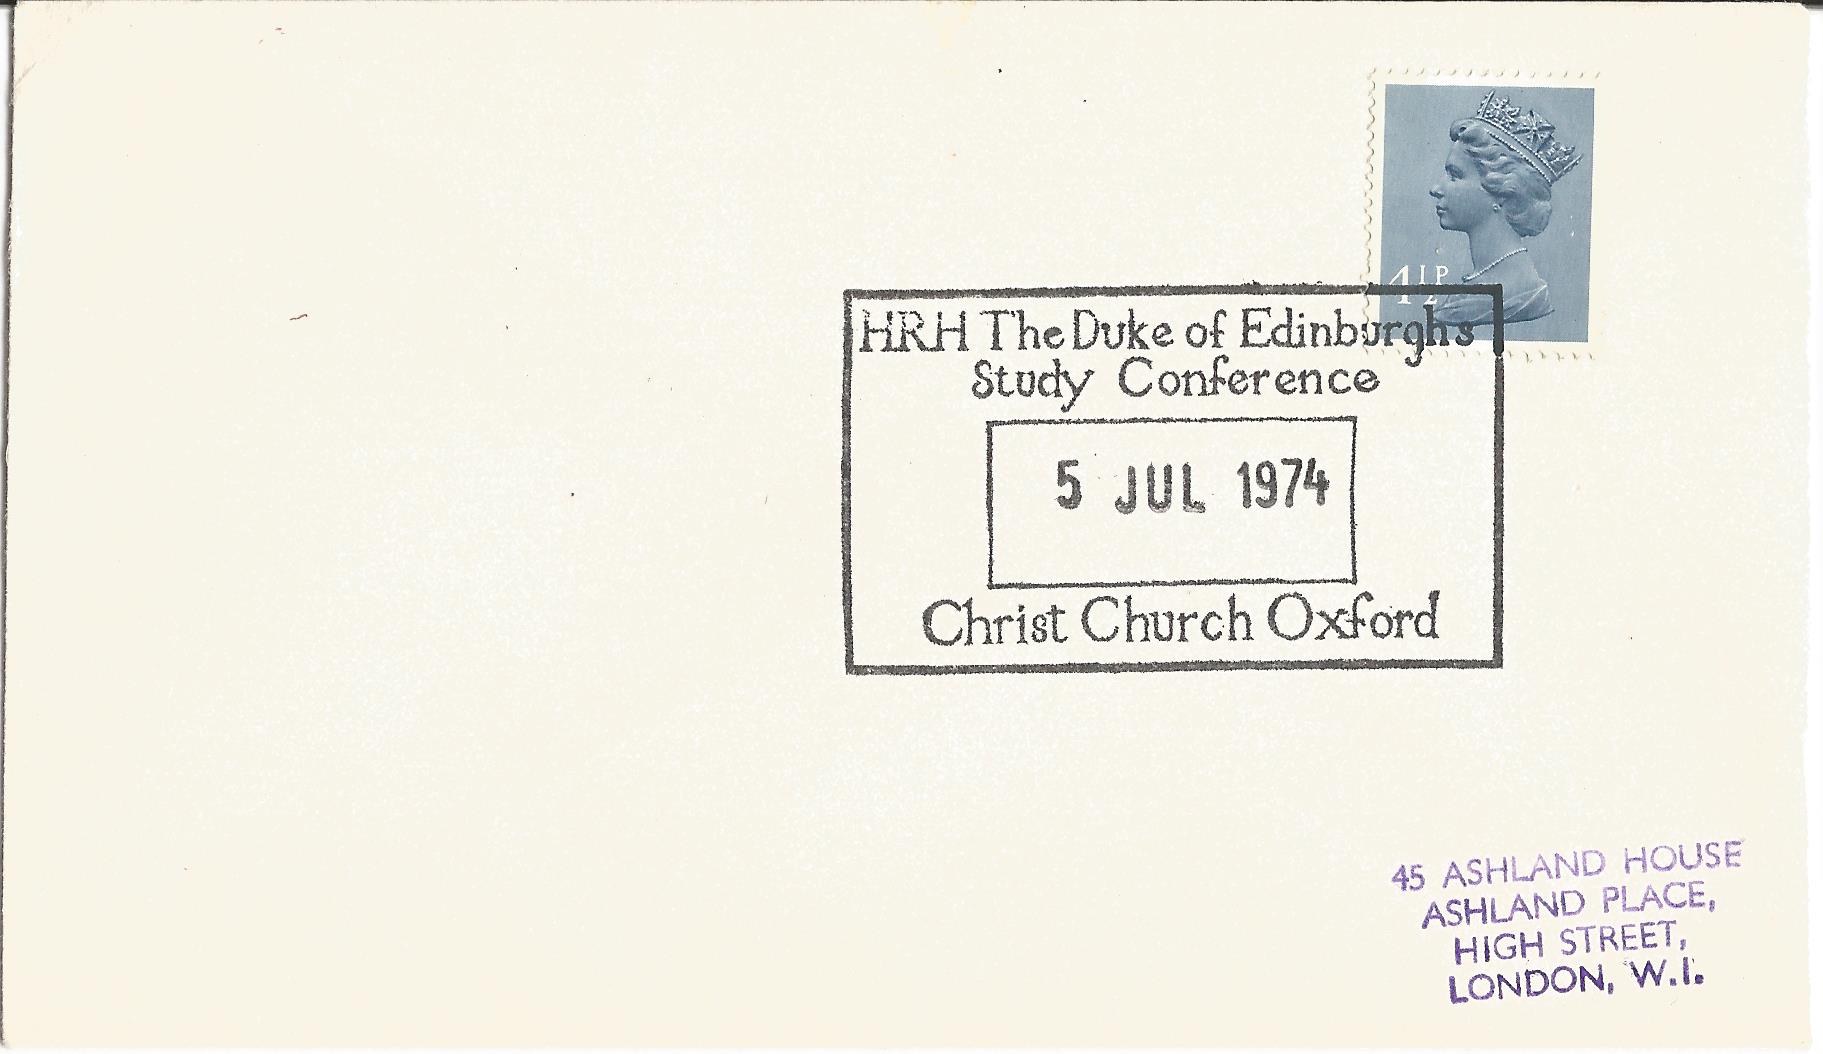 4½P
HRH The Duke of Edinburghs
Study Conference
5 JUL 1974
Christ Church Oxford
45 ASHLAND HOUSE
ASHLAND PLACE,
HIGH STREET,
LONDON, W.1.